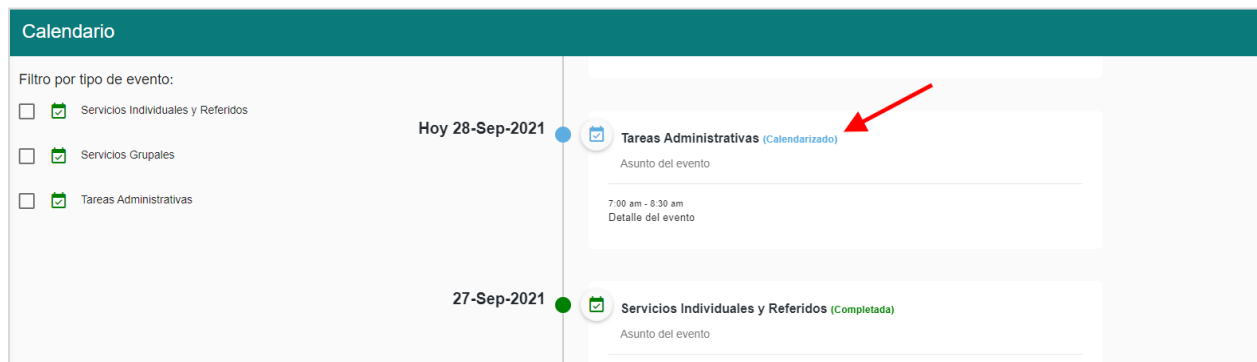 Calendario
Filtro por tipo de evento:
Servicios Individuales y Referidos
Servicios Grupales
Tareas Administrativas
Hoy 28-Sep-2021
Tareas Administrativas (Calendarizado)
Asunto del evento
7:00 am - 8:30 am
Detalle del evento
27-Sep-2021
Servicios Individuales y Referidos (Completada)
Asunto del evento